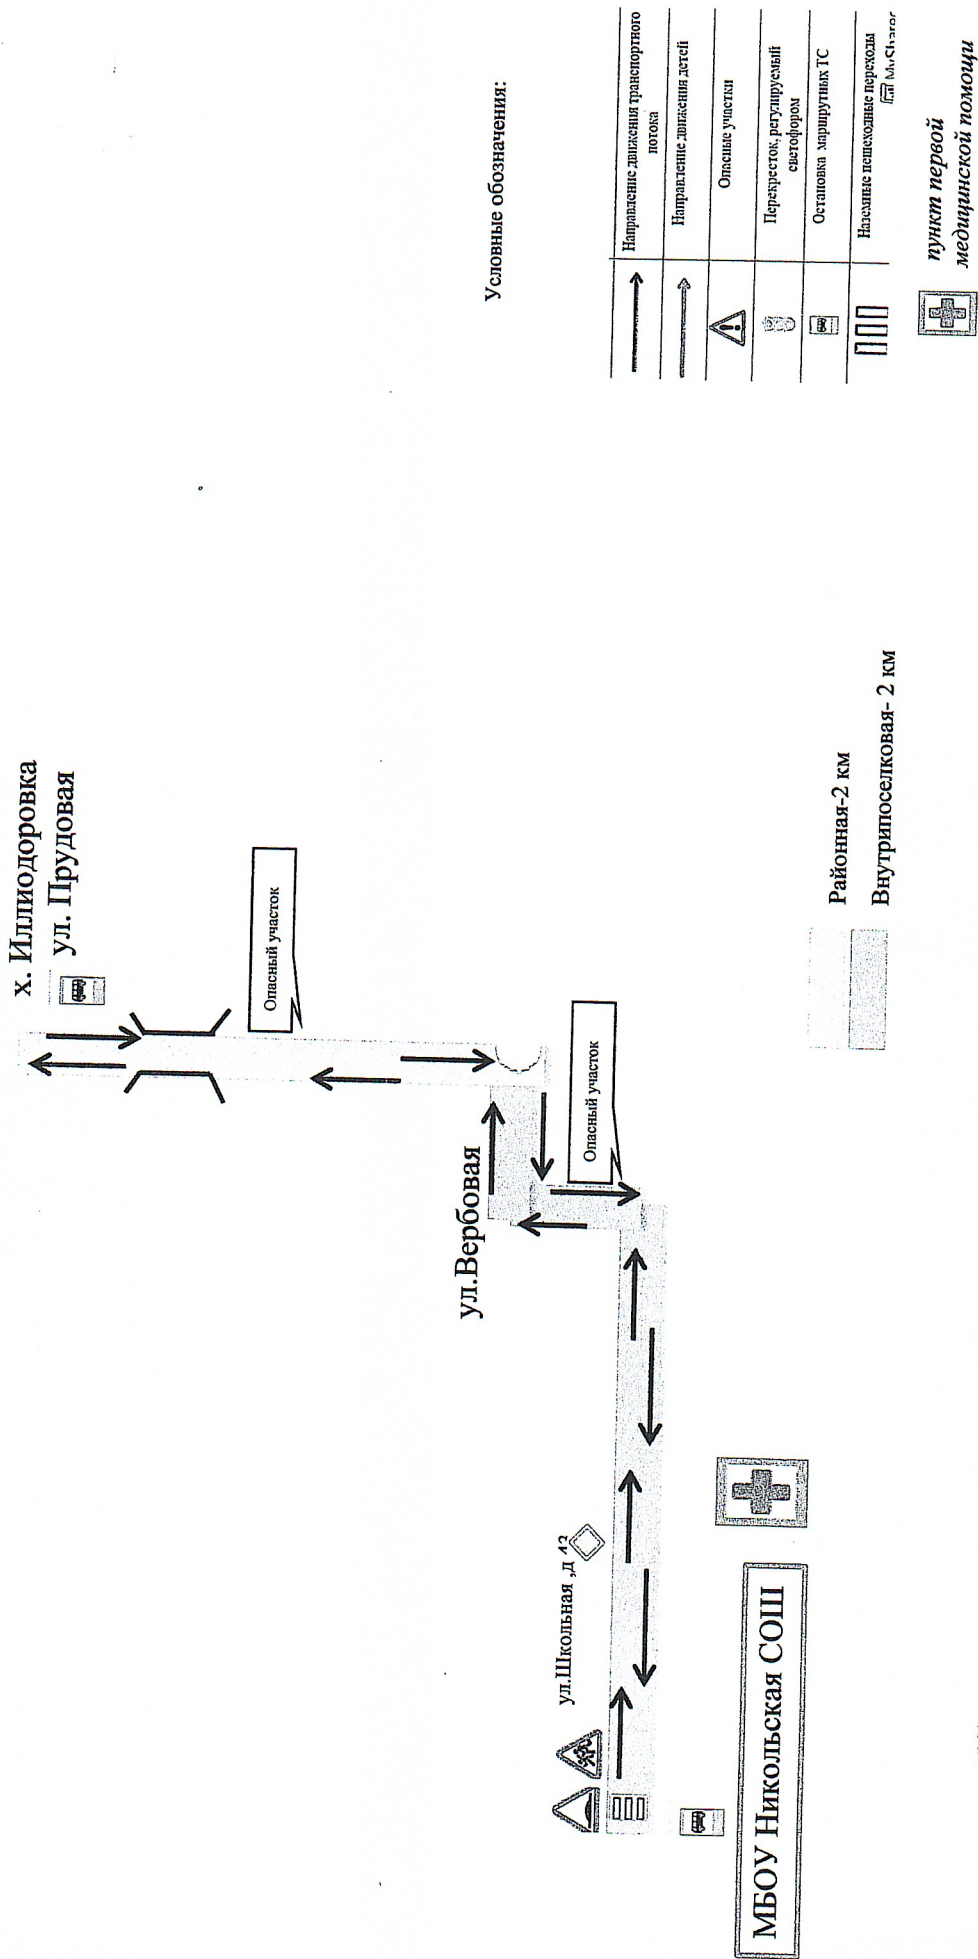 х. Иллиодоровка
ул. Прудовая
Опасный участок
ул.Вербовая
Опасный участок
ул.Школьная ,д
МБОУ Никольская СОШ
Районная-2 км
Внутрипоселковая- 2 км
Условные обозначения:
Направление движения транспортного
потока
Направление движения детей
Опасные участки
Перекресток, регулируемый
светофором
Остановка маршрутных ТС
Наземные пешеходные переходы
пункт первой
медицинской помощи